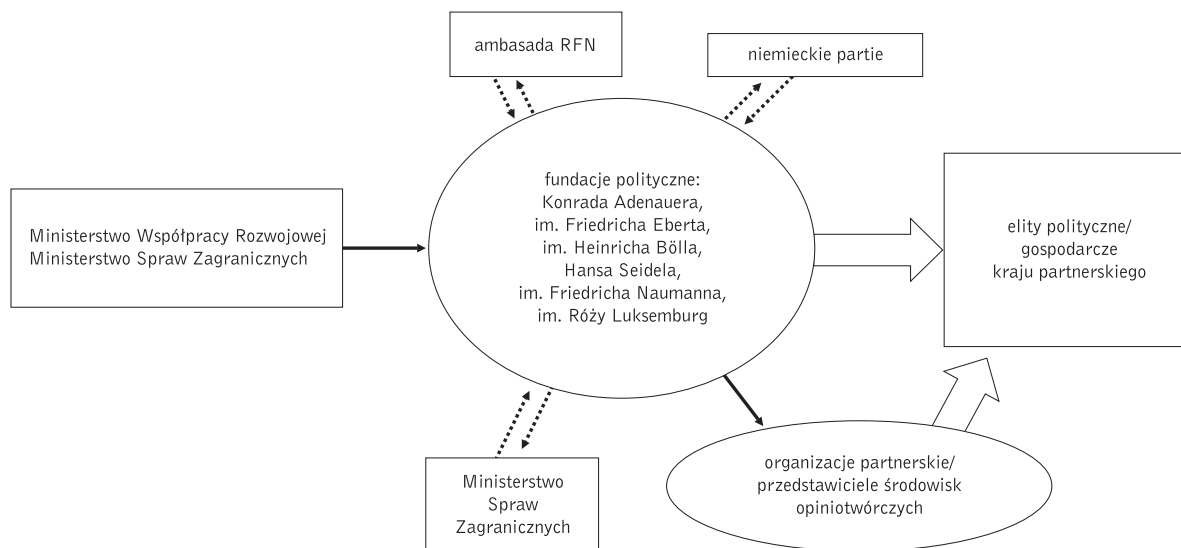 ambasada RFN
niemieckie partie
Ministerstwo Współpracy Rozwojowej
Ministerstwo Spraw Zagranicznych
fundacje polityczne:
Konrada Adenauera,
im. Friedricha Eberta,
im. Heinricha Bölla,
Hansa Seidela,
im. Friedricha Naumanna,
im. Róży Luksemburg
elity polityczne/
gospodarcze
kraju partnerskiego
Ministerstwo
Spraw
Zagranicznych
organizacje partnerskie/
przedstawiciele środowisk
opiniotwórczych